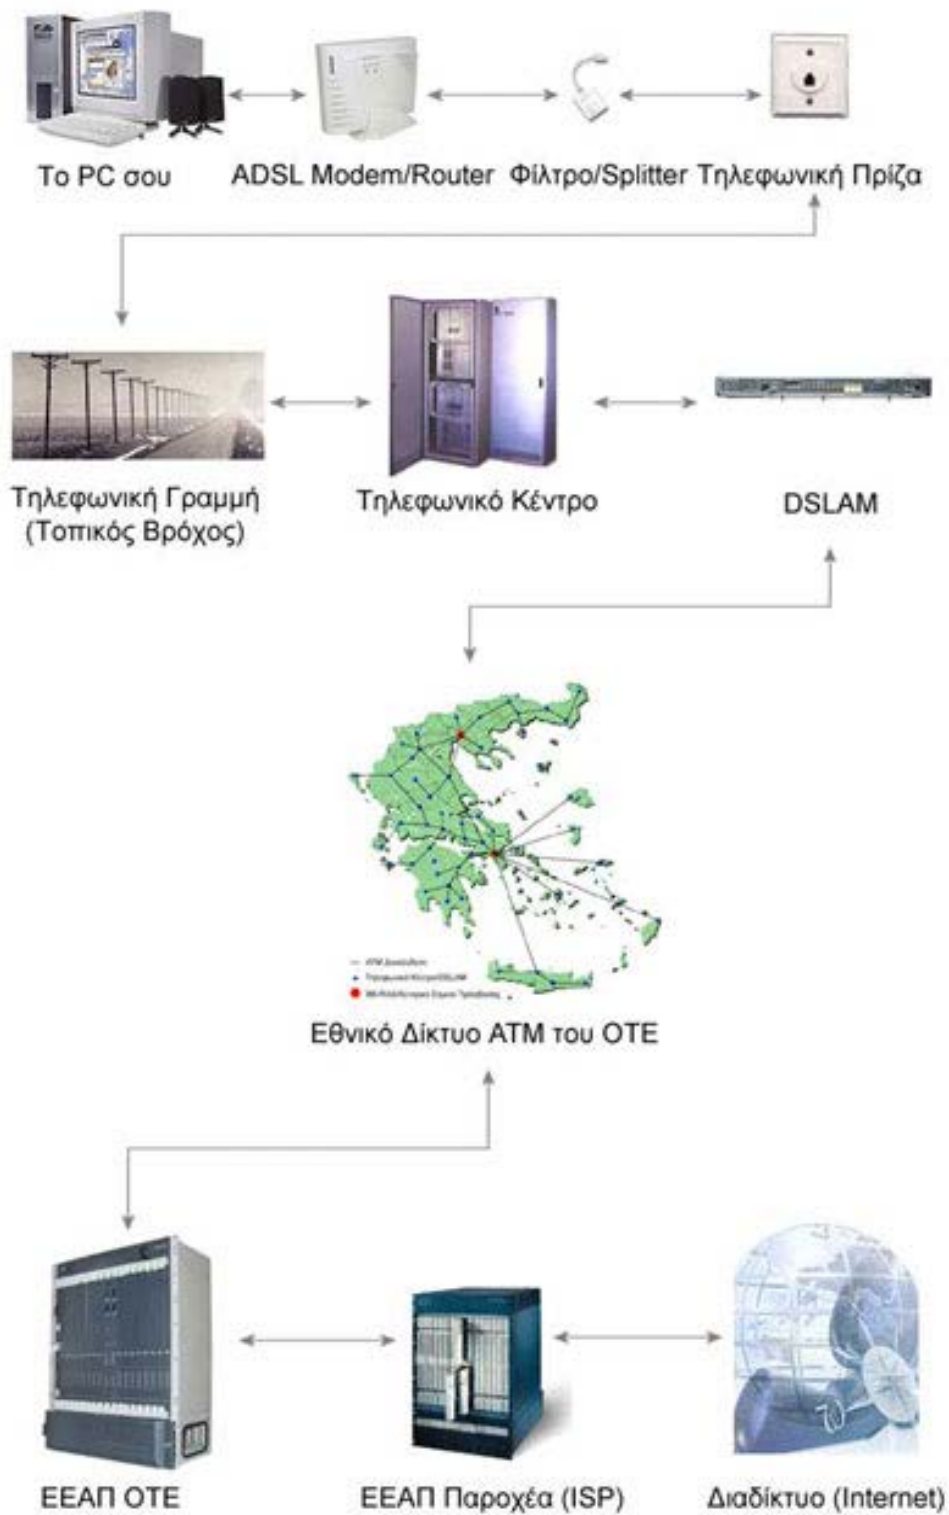 Το PC σου
ADSL Modem/Router
Φίλτρο/Splitter
Τηλεφωνική Πρίζα
Τηλεφωνική Γραμμή
(Τοπικός Βρόχος)
Τηλεφωνικό Κέντρο
DSLAM
Εθνικό Δίκτυο ATM του ΟΤΕ
ΕΕΑΠ ΟΤΕ
ΕΕΑΠ Παροχέα (ISP)
Διαδίκτυο (Internet)